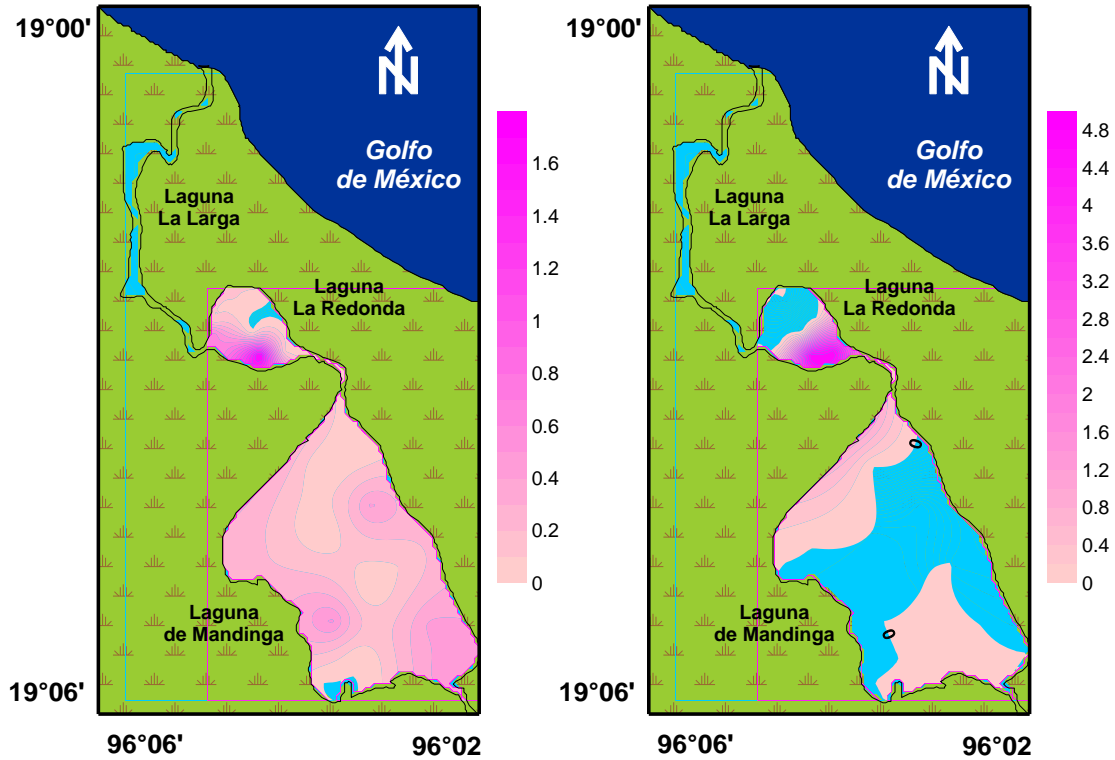 19°00'
N
Golfo
de México
Laguna
La Larga
Laguna
La Redonda
Laguna
de Mandinga
19°06'
96°06'
96°02
1.6
1.4
1.2
1
0.8
0.6
0.4
0.2
0
19°00'
N
Golfo
de México
Laguna
La Larga
Laguna
La Redonda
0
0
Laguna
de Mandinga
19°06'
96°06'
96°02
4.8
4.4
4
3.6
3.2
2.8
2.4
2
1.6
1.2
0.8
0.4
0